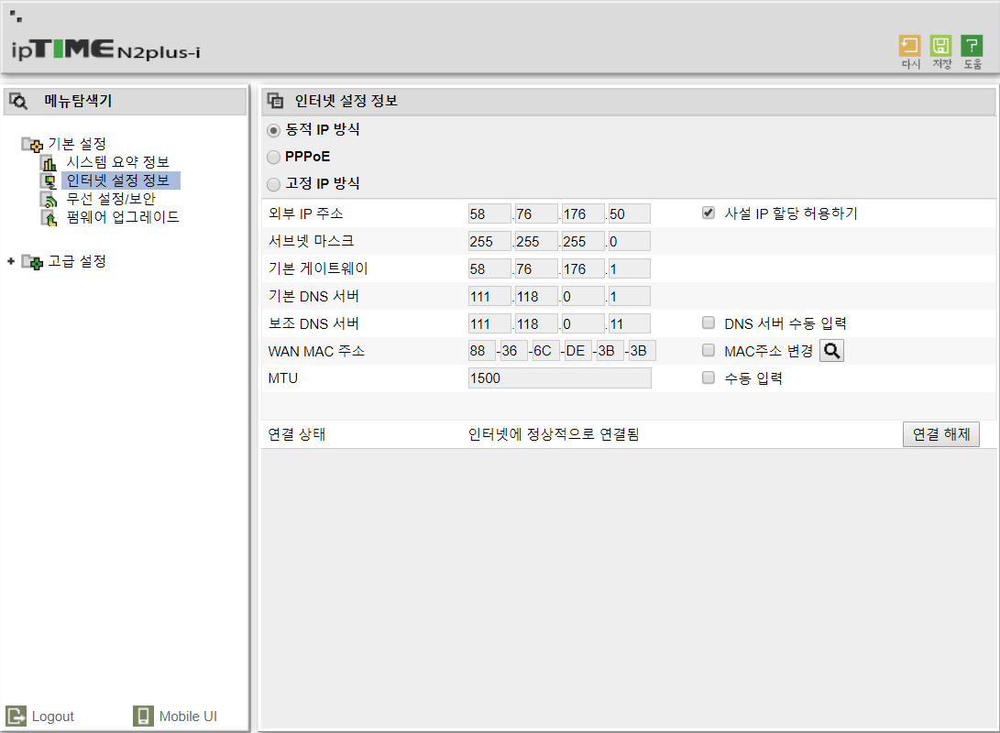 ipTIME N2plus-i
다시 저장 도움
메뉴탐색기
기본 설정
시스템 요약 정보
인터넷 설정 정보
무선 설정/보안
펌웨어 업그레이드
고급 설정
Logout Mobile UI
인터넷 설정 정보
동적 IP 방식
PPPoE
고정 IP 방식
외부 IP 주소 58 .76 .176 .50 사설 IP 할당 허용하기
서브넷 마스크 255 .255 .255 .0
기본 게이트웨이 58 .76 .176 .1
기본 DNS 서버 111 .118 .0 .1
보조 DNS 서버 111 .118 .0 .11 DNS 서버 수동 입력
WAN MAC 주소 88 -36 -6C -DE -3B -3B MAC주소 변경
MTU 1500 수동 입력
연결 상태 인터넷에 정상적으로 연결됨 연결 해제